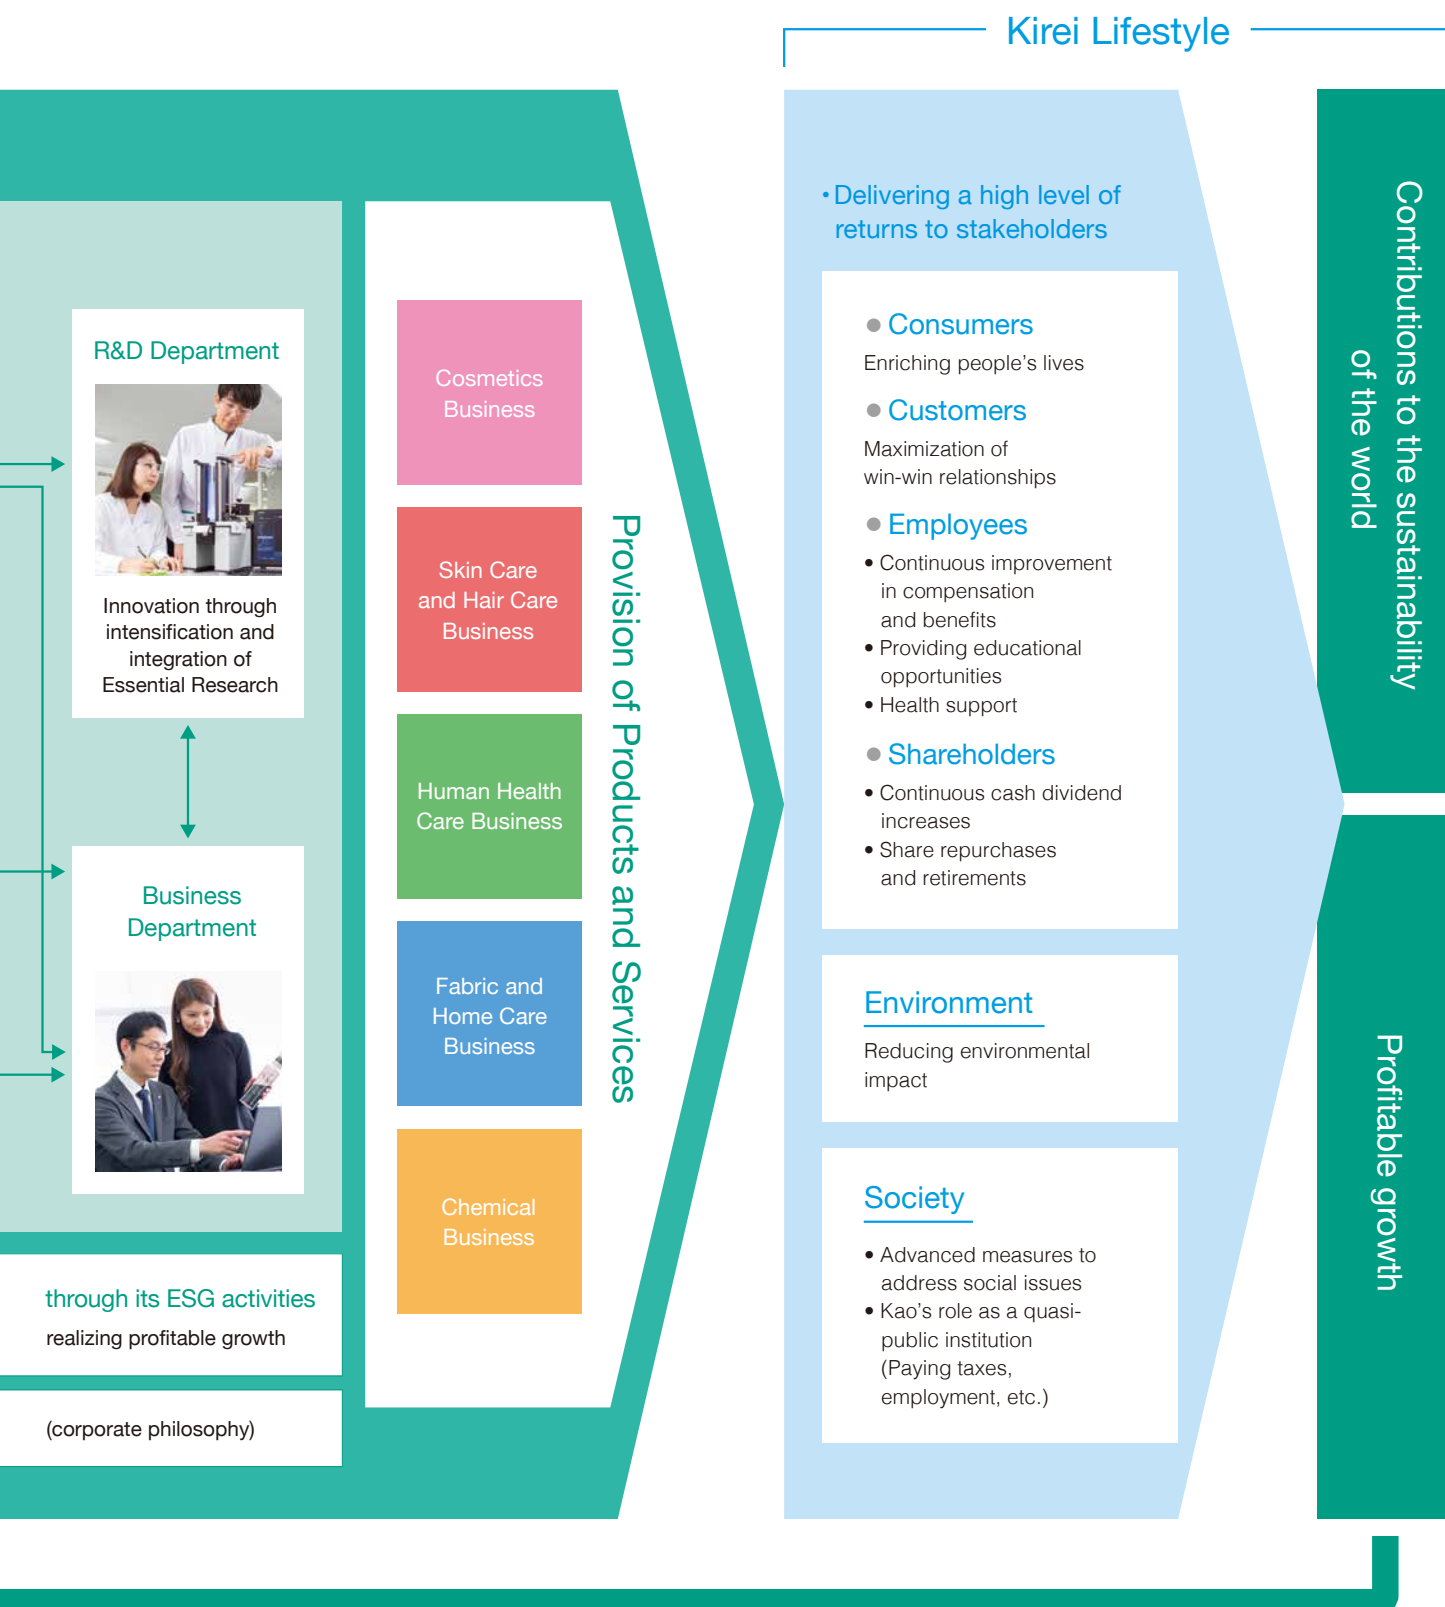 Kirei Lifestyle
R&D Department
Innovation through
intensification and
integration of
Essential Research
Business
Department
through its ESG activities
realizing profitable growth
(corporate philosophy)
Cosmetics
Business
Skin Care
and Hair Care
Business
Human Health
Care Business
Fabric and
Home Care
Business
Chemical
Business
Provision of Products and Services
• Delivering a high level of
returns to stakeholders
● Consumers
Enriching people’s lives
● Customers
Maximization of
win-win relationships
● Employees
• Continuous improvement
in compensation
and benefits
• Providing educational
opportunities
• Health support
● Shareholders
• Continuous cash dividend
increases
• Share repurchases
and retirements
Environment
Reducing environmental
impact
Society
• Advanced measures to
address social issues
• Kao’s role as a quasi-
public institution
(Paying taxes,
employment, etc.)
Contributions to the sustainability
of the world
Profitable growth